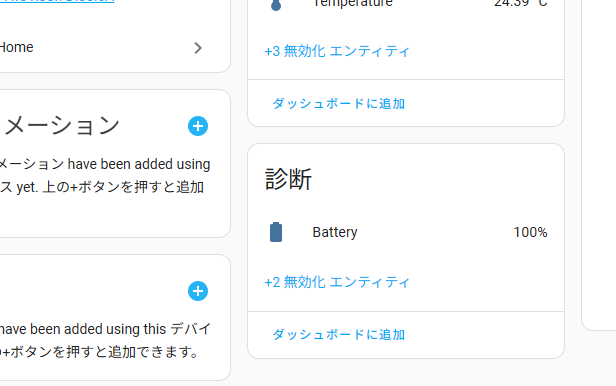 Home
メーション
メーション have been added using
ス yet. 上の+ボタンを押すと追加
have been added using this デバイ
+ボタンを押すと追加できます。
Temperature
24.39 °C
+3 無効化 エンティティ
ダッシュボードに追加
診断
Battery
100%
+2 無効化 エンティティ
ダッシュボードに追加